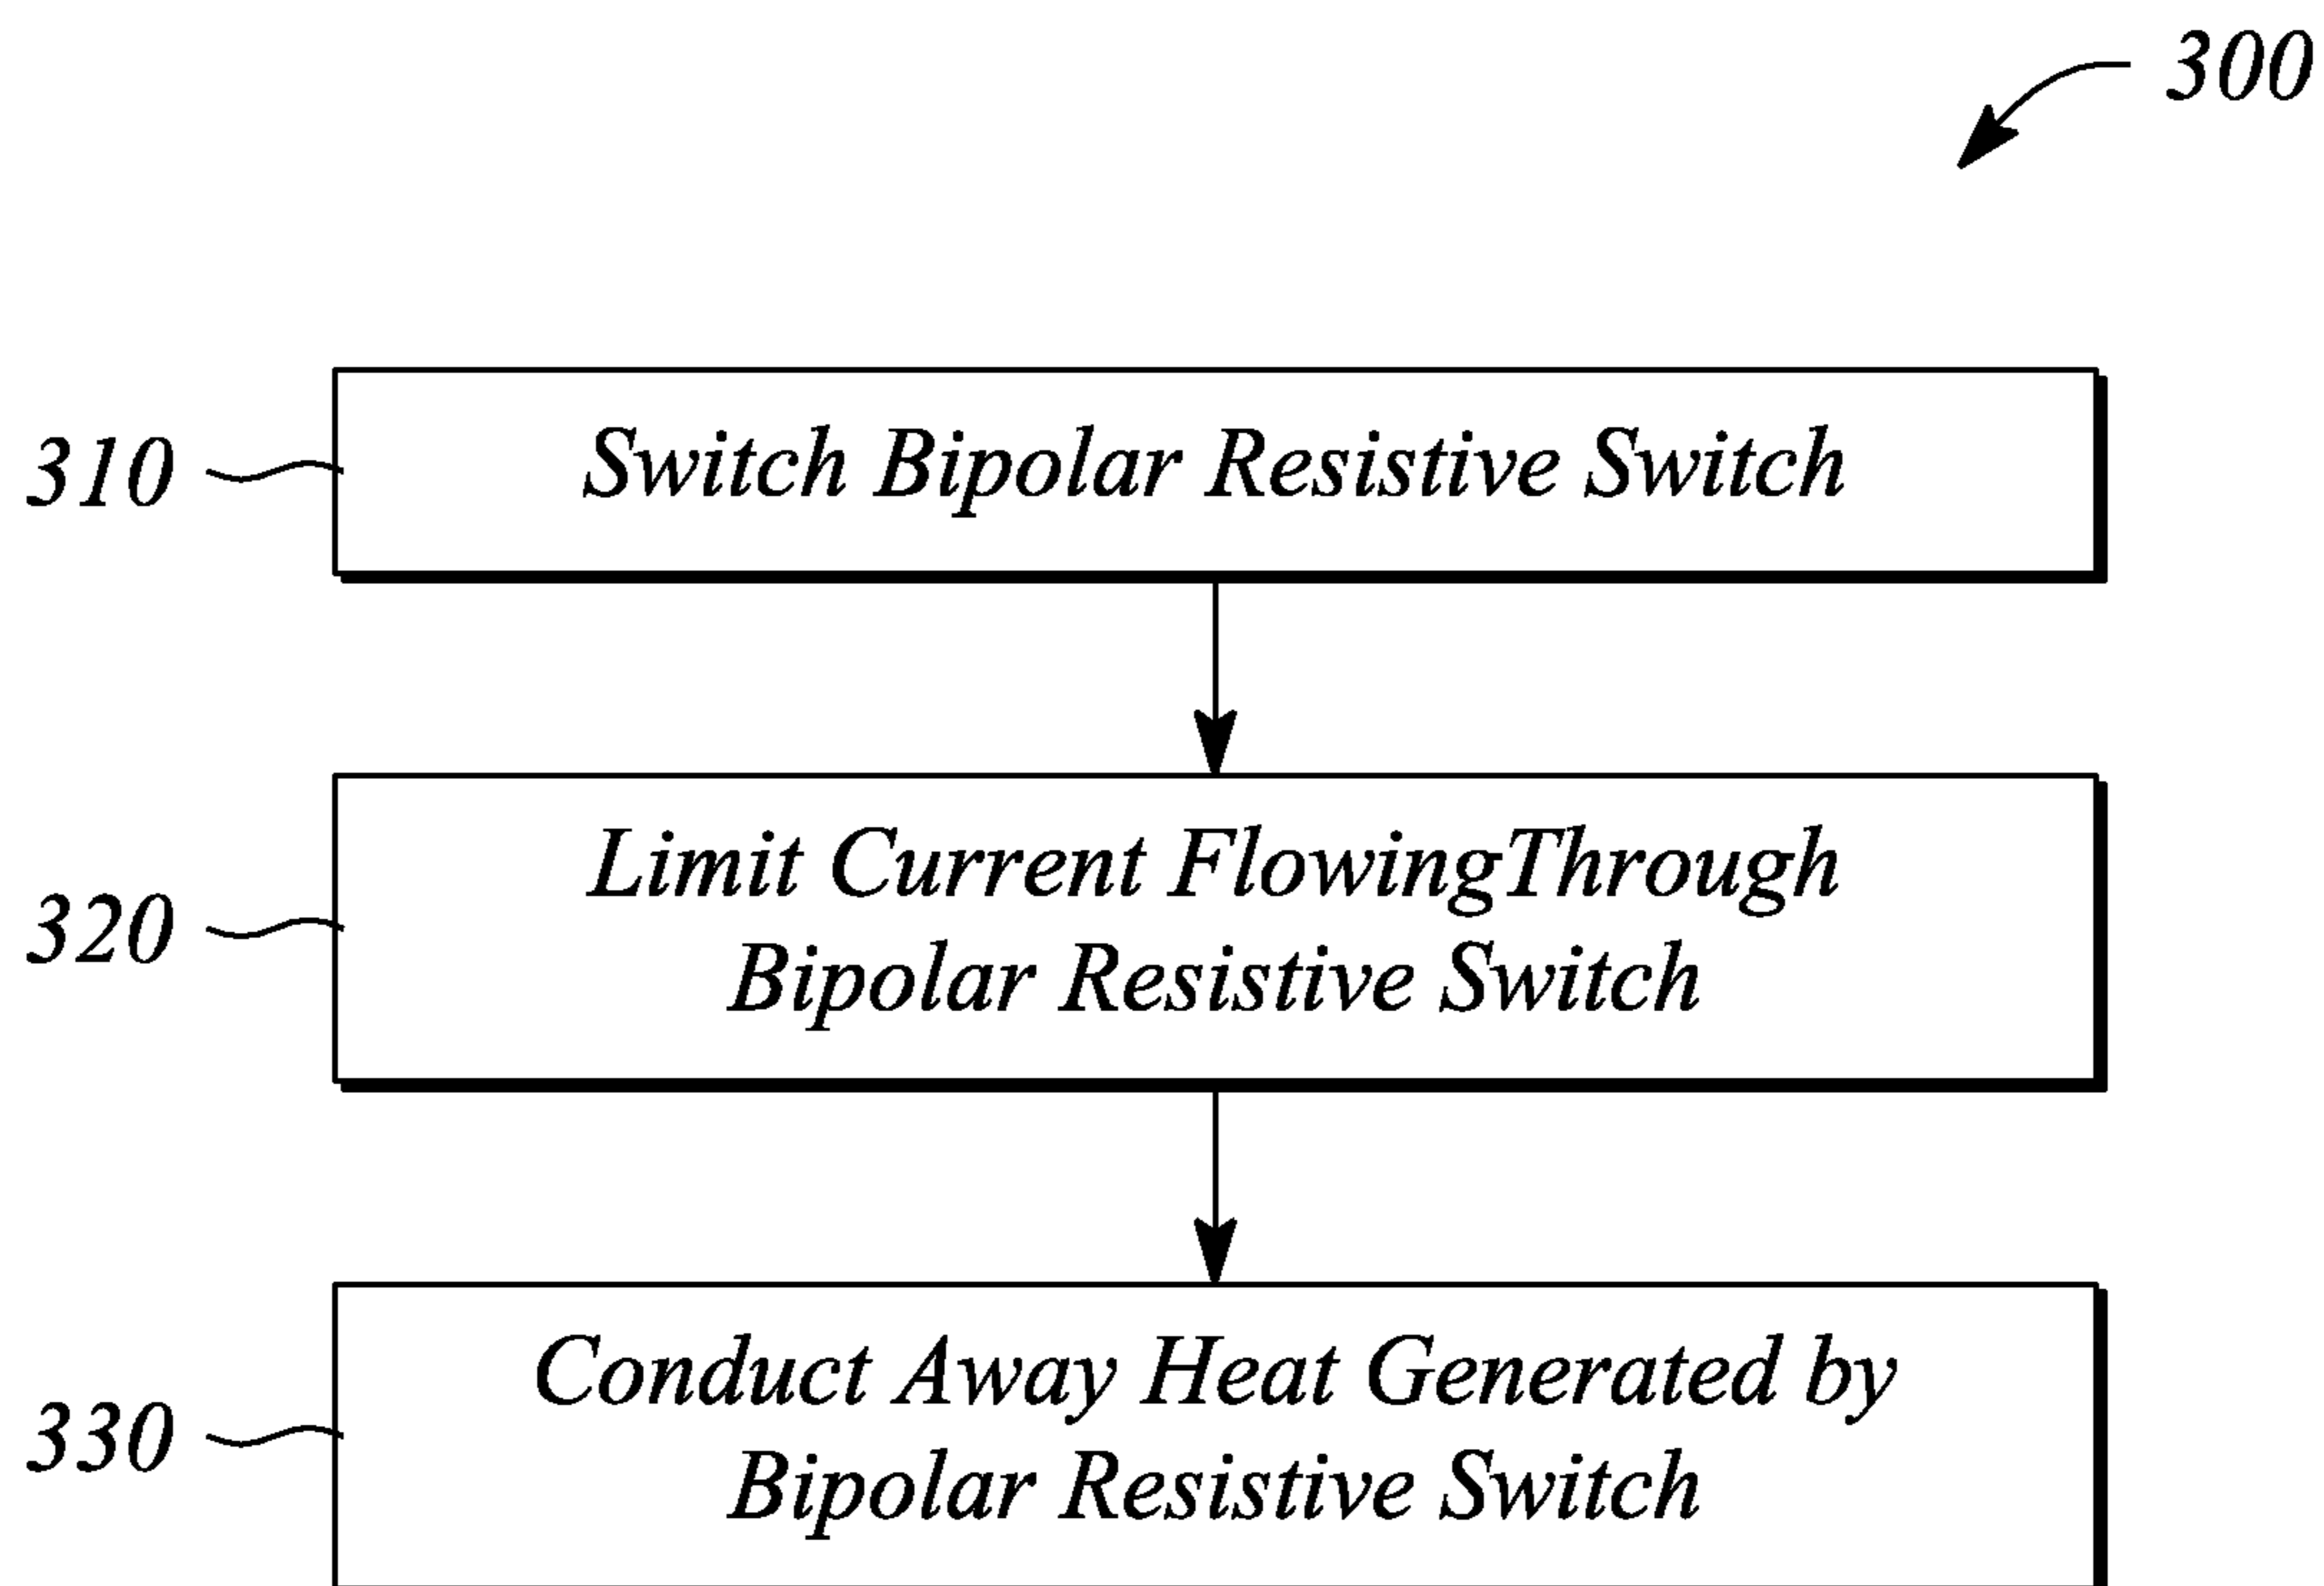 300
310
Switch Bipolar Resistive Switch
320
Limit Current FlowingThrough
Bipolar Resistive Switch
330
Conduct Away Heat Generated by
Bipolar Resistive Switch